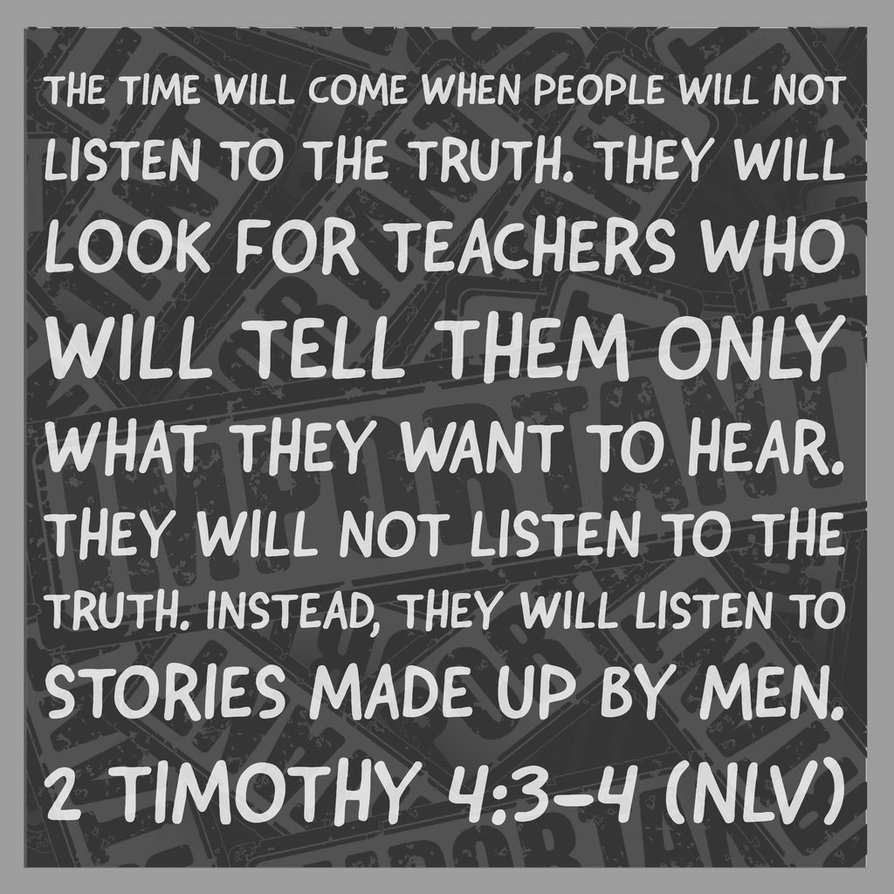 THE TIME WILL COME WHEN PEOPLE WILL NOT
LISTEN TO THE TRUTH. THEY WILL
LOOK FOR TEACHERS WHO
WILL TELL THEM ONLY
WHAT THEY WANT TO HEAR.
THEY WILL NOT LISTEN TO THE
TRUTH. INSTEAD, THEY WILL LISTEN TO
STORIES MADE UP BY MEN.
2 TIMOTHY 4:3-4 (NLV)
IMPORTANT